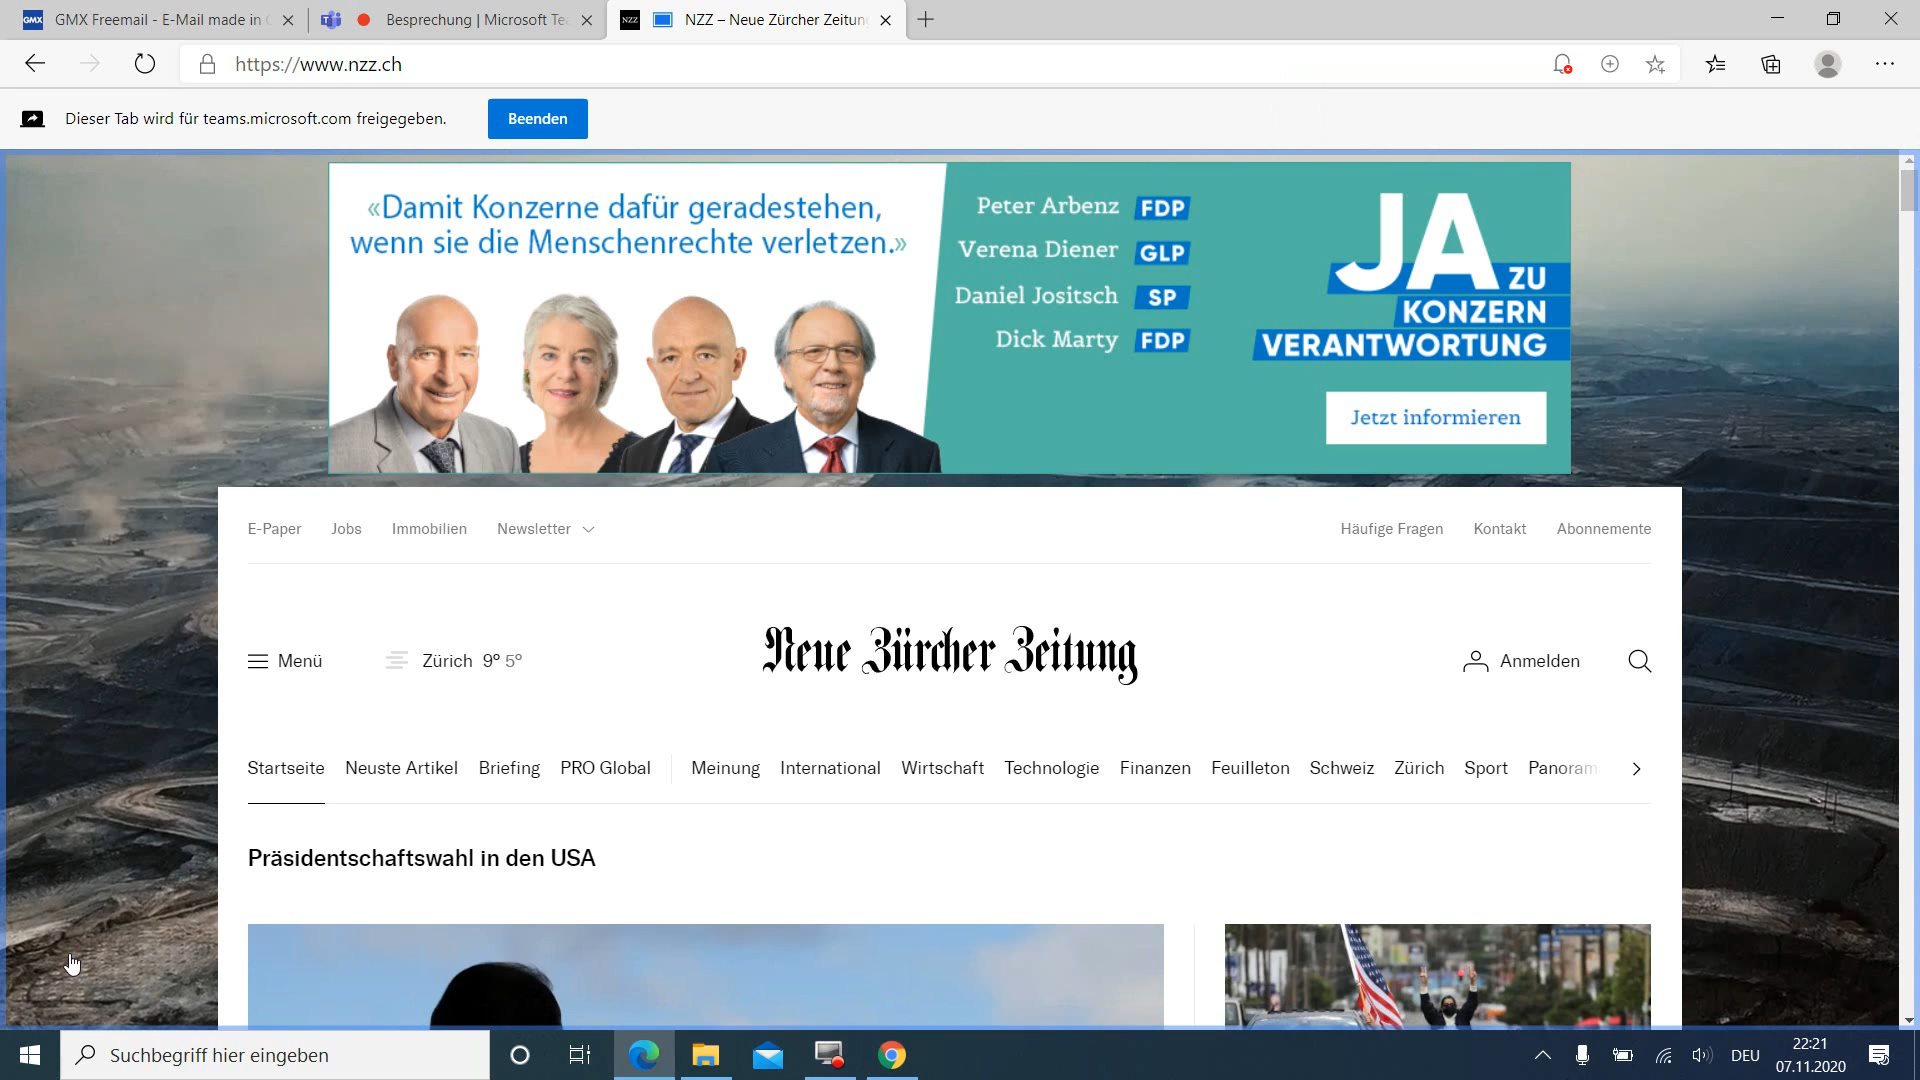 GMX GMX Freemail - E-Mail made in
Besprechung | Microsoft Te
NZZ NZZ – Neue Zürcher Zeitun
https://www.nzz.ch
Dieser Tab wird für teams.microsoft.com freigegeben.
Beenden
«Damit Konzerne dafür geradestehen,
wenn sie die Menschenrechte verletzen.»
Peter Arbenz FDP
Verena Diener GLP
Daniel Jositsch SP
Dick Marty FDP
JA ZU
KONZERN
VERANTWORTUNG
Jetzt informieren
E-Paper Jobs Immobilien Newsletter Häufige Fragen Kontakt Abonnemente
Menü Zürich 9° 5° Neue Zürcher Zeitung Anmelden
Startseite Neuste Artikel Briefing PRO Global Meinung International Wirtschaft Technologie Finanzen Feuilleton Schweiz Zürich Sport Panoram
Präsidentschaftswahl in den USA
Suchbegriff hier eingeben
DEU
22:21
07.11.2020